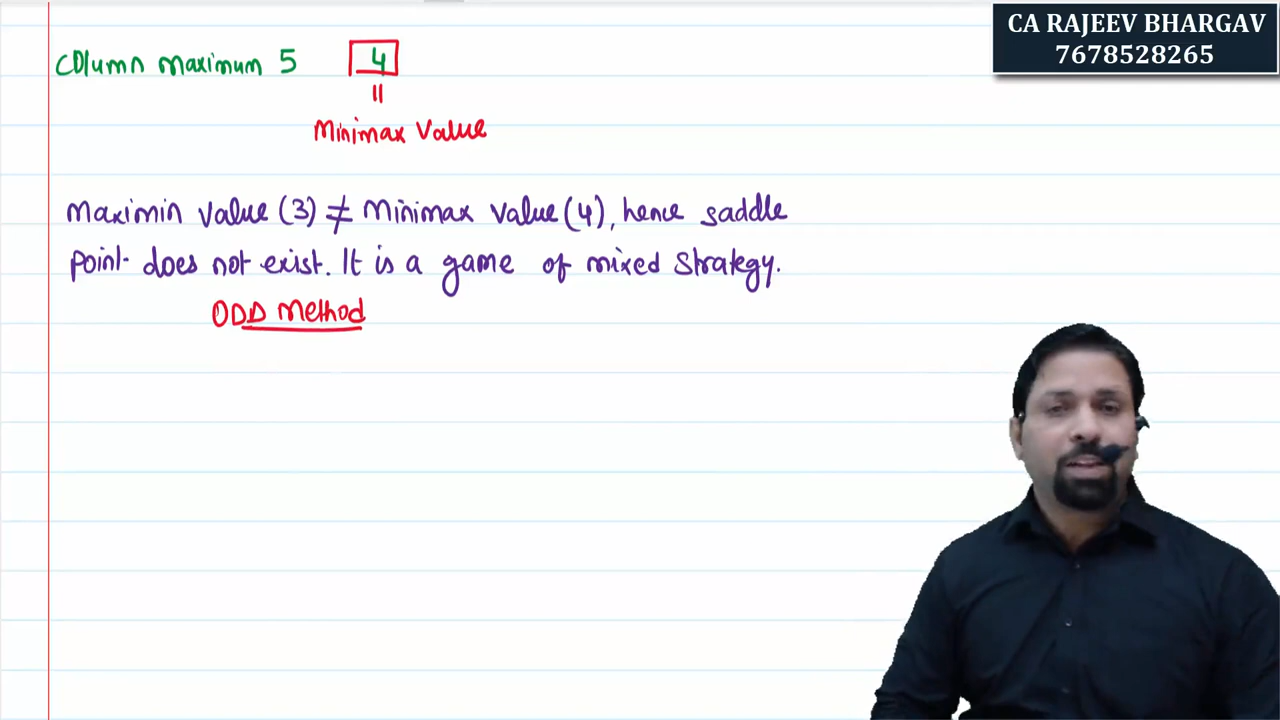 CA RAJEEV BHARGAV
7678528265
Column Maximum 5 4
Minimax Value
Maximin Value (3) ≠ Minimax Value (4), hence saddle
Point does not exist. It is a game of mixed strategy.
ODD Method